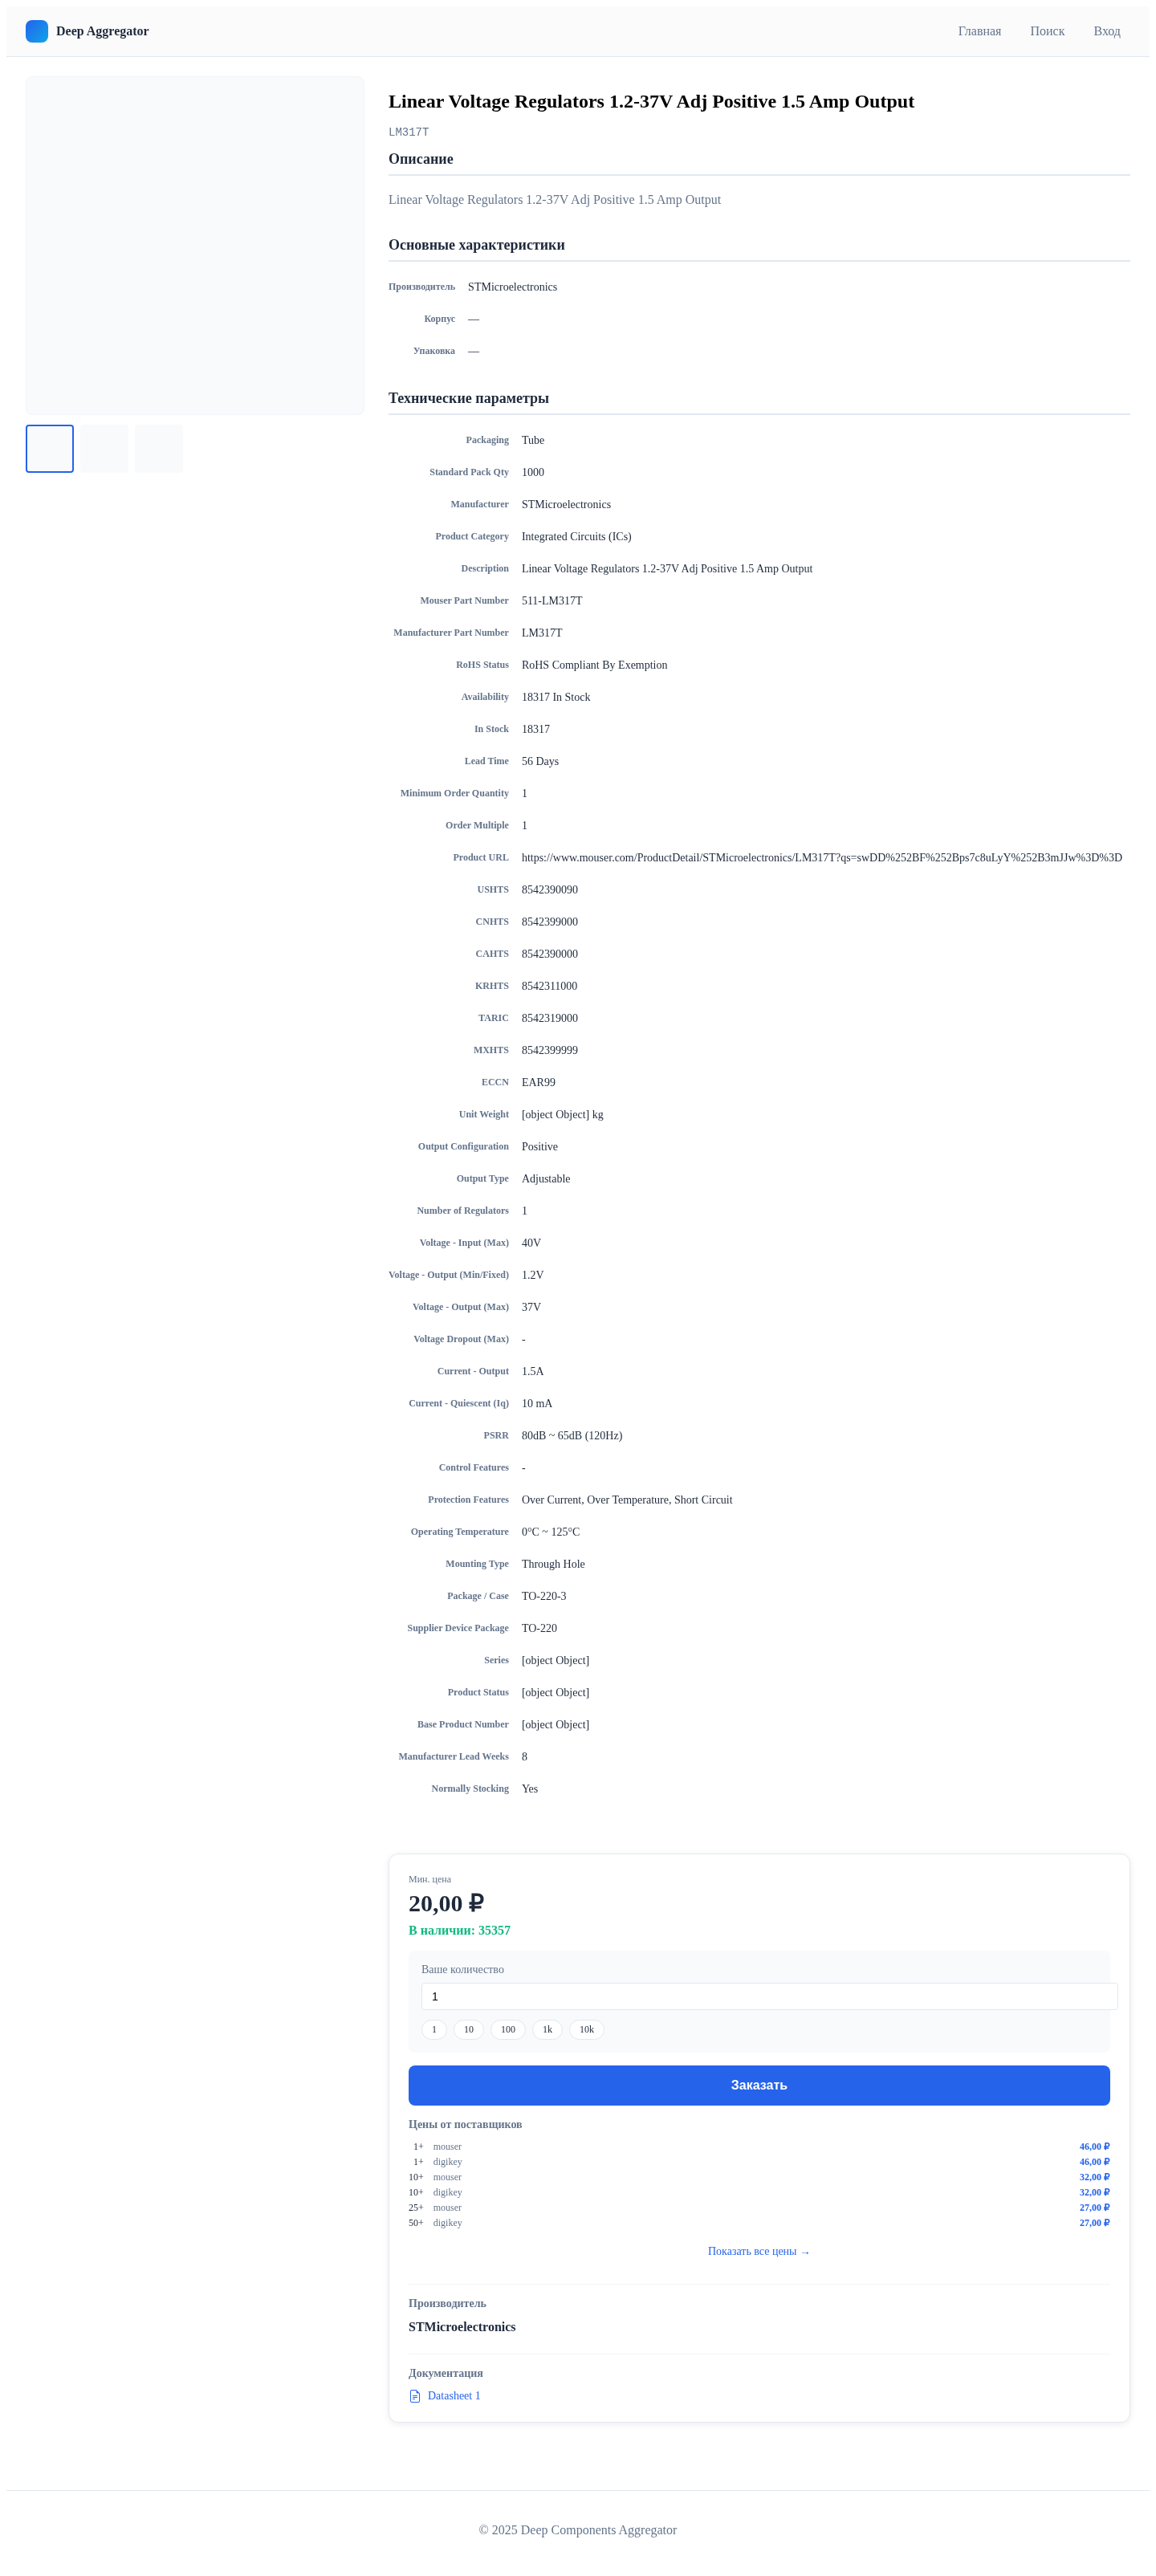 Deep Aggregator
Главная Поиск Вход
Linear Voltage Regulators 1.2-37V Adj Positive 1.5 Amp Output
LM317T
Описание
Linear Voltage Regulators 1.2-37V Adj Positive 1.5 Amp Output
Основные характеристики
Производитель STMicroelectronics
Корпус —
Упаковка —
Технические параметры
Packaging Tube
Standard Pack Qty 1000
Manufacturer STMicroelectronics
Product Category Integrated Circuits (ICs)
Description Linear Voltage Regulators 1.2-37V Adj Positive 1.5 Amp Output
Mouser Part Number 511-LM317T
Manufacturer Part Number LM317T
RoHS Status RoHS Compliant By Exemption
Availability 18317 In Stock
In Stock 18317
Lead Time 56 Days
Minimum Order Quantity 1
Order Multiple 1
Product URL https://www.mouser.com/ProductDetail/STMicroelectronics/LM317T?qs=swDD%252BF%252Bps7c8uLyY%252B3mJJw%3D%3D
USHTS 8542390090
CNHTS 8542399000
CAHTS 8542390000
KRHTS 8542311000
TARIC 8542319000
MXHTS 8542399999
ECCN EAR99
Unit Weight [object Object] kg
Output Configuration Positive
Output Type Adjustable
Number of Regulators 1
Voltage - Input (Max) 40V
Voltage - Output (Min/Fixed) 1.2V
Voltage - Output (Max) 37V
Voltage Dropout (Max) -
Current - Output 1.5A
Current - Quiescent (Iq) 10 mA
PSRR 80dB ~ 65dB (120Hz)
Control Features -
Protection Features Over Current, Over Temperature, Short Circuit
Operating Temperature 0°C ~ 125°C
Mounting Type Through Hole
Package / Case TO-220-3
Supplier Device Package TO-220
Series [object Object]
Product Status [object Object]
Base Product Number [object Object]
Manufacturer Lead Weeks 8
Normally Stocking Yes
Мин. цена
20,00 ₽
В наличии: 35357
Ваше количество
1
1 10 100 1k 10k
Заказать
Цены от поставщиков
1+ mouser 46,00 ₽
1+ digikey 46,00 ₽
10+ mouser 32,00 ₽
10+ digikey 32,00 ₽
25+ mouser 27,00 ₽
50+ digikey 27,00 ₽
Показать все цены →
Производитель
STMicroelectronics
Документация
Datasheet 1
© 2025 Deep Components Aggregator